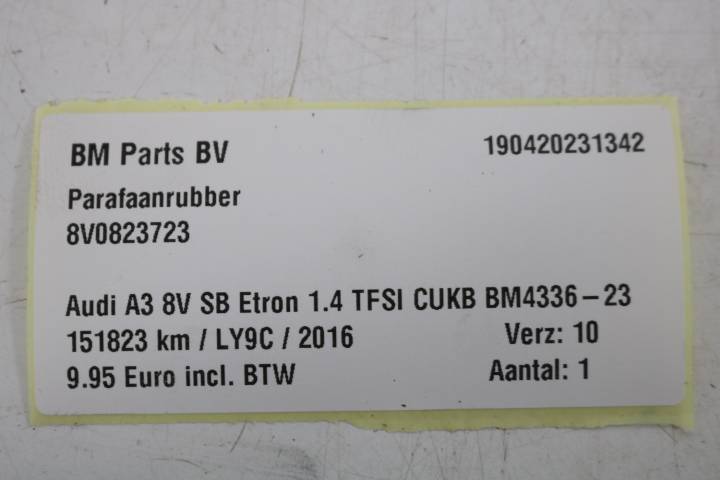 BM Parts BV 190420231342
Parafaanrubber
8V0823723
Audi A3 8V SB Etron 1.4 TFSI CUKB BM4336-23
151823 km / LY9C / 2016 Verz: 10
9.95 Euro incl. BTW Aantal: 1